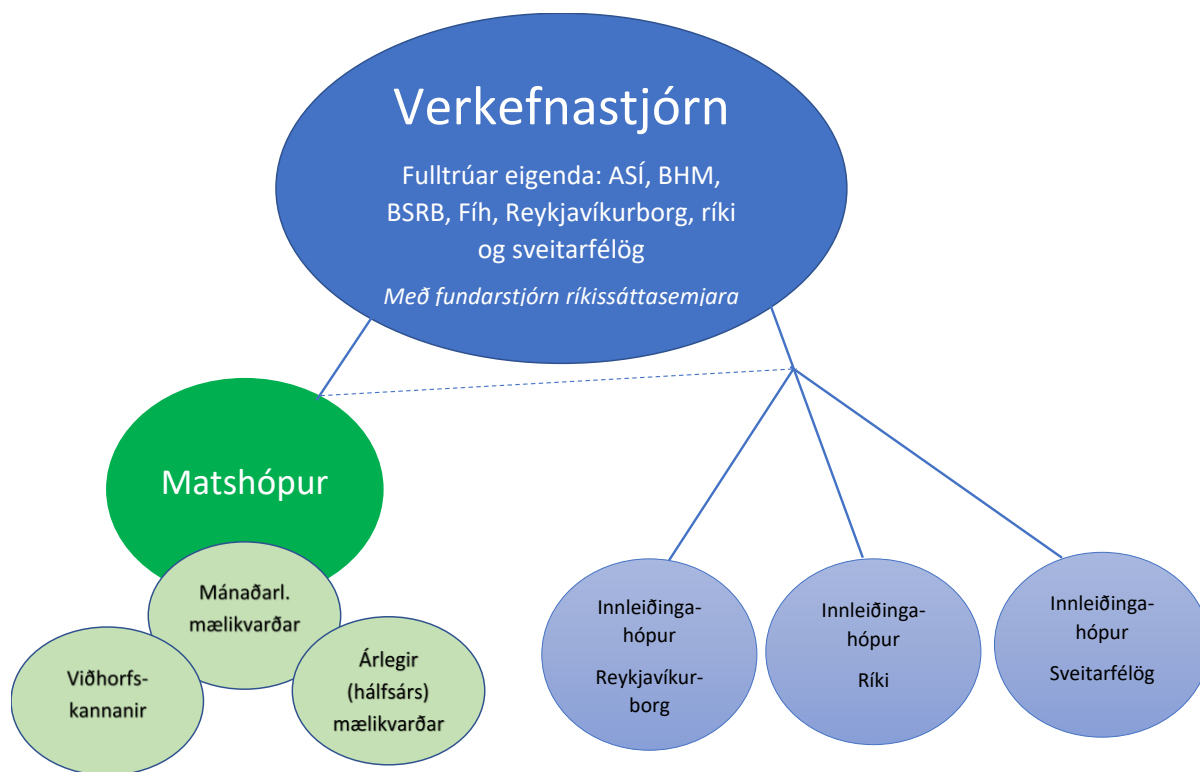 Verkefnastjórn
Fulltrúar eigenda: ASÍ, BHM,
BSRB, Fíh, Reykjavíkurborg, ríki
og sveitarfélög
Með fundarstjórn ríkissáttasemjara
Matshópur
Mánaðarl.
mælikvarðar
Viðhorfs-
kannanir
Árlegir
(hálfsárs)
mælikvarðar
Innleiðinga-
hópur
Reykjavíkur-
borg
Innleiðinga-
hópur
Ríki
Innleiðinga-
hópur
Sveitarfélög